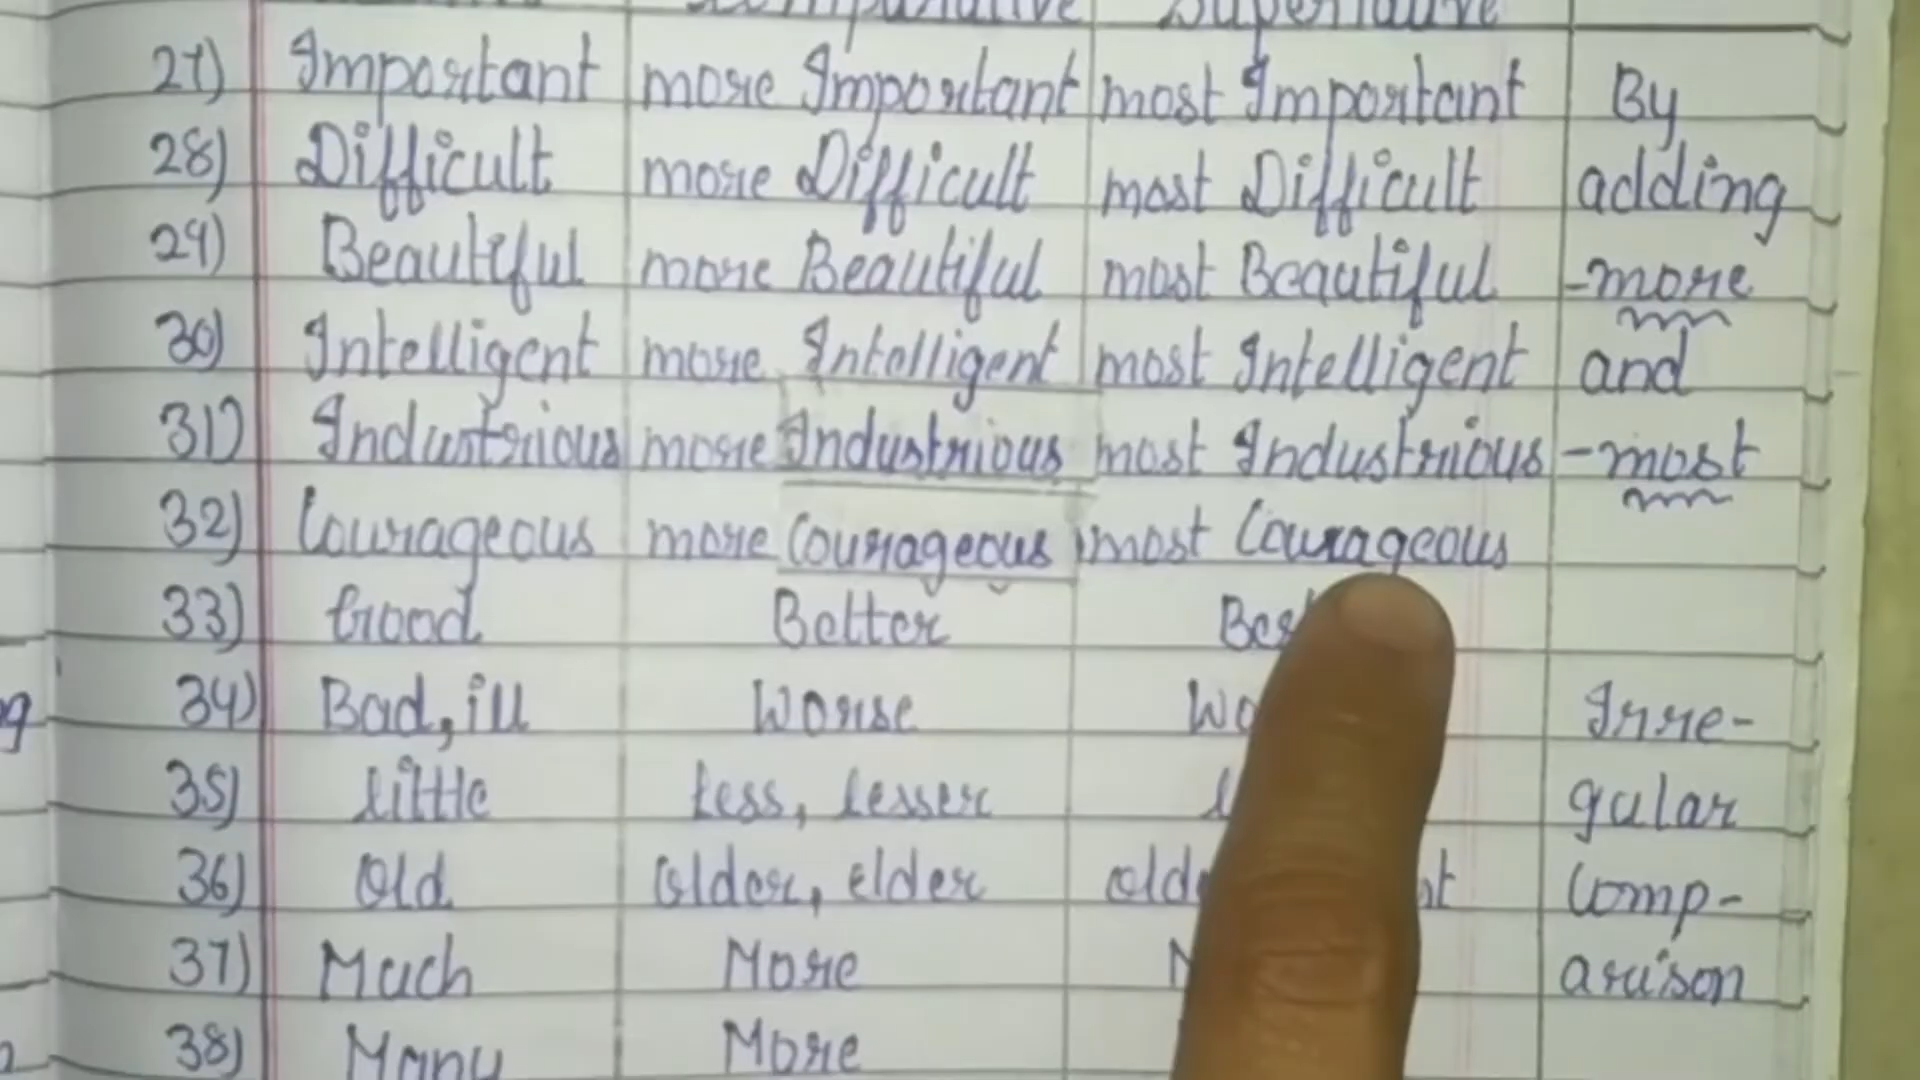 Comparative Superlative
27) Important more Important most Important By
28) Difficult more Difficult most Difficult adding
29) Beautiful more Beautiful most Beautiful -more
30) Intelligent more Intelligent most Intelligent and
31) Industrious more Industrious most Industrious -most
32) Courageous more Courageous most Courageous
33) Good Better
34) Bad, ill Worse Irre-
35) little less, lesser gular
36) Old Older, elder Comp-
37) Much More arison
38) Many More